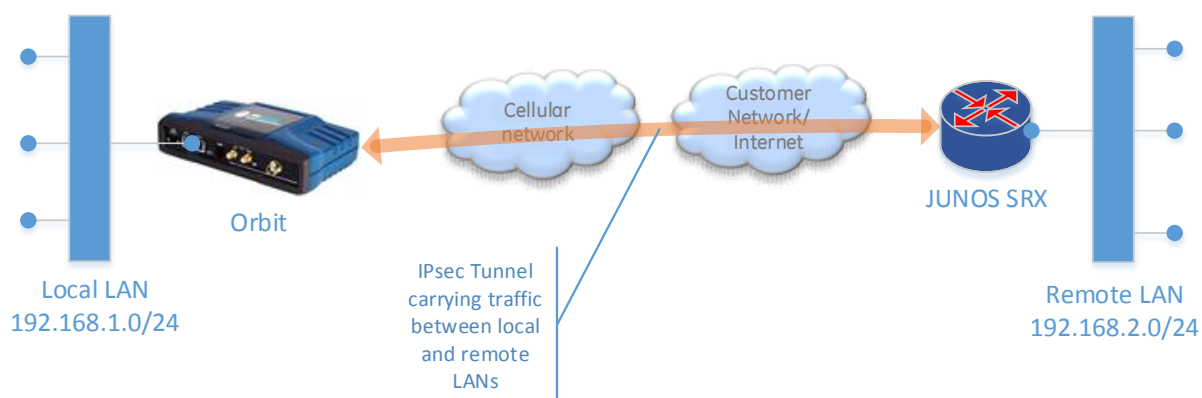 Cellular
network
Customer
Network/
Internet
Orbit
JUNOS SRX
Local LAN
192.168.1.0/24
IPsec Tunnel
carrying traffic
between local
and remote
LANs
Remote LAN
192.168.2.0/24